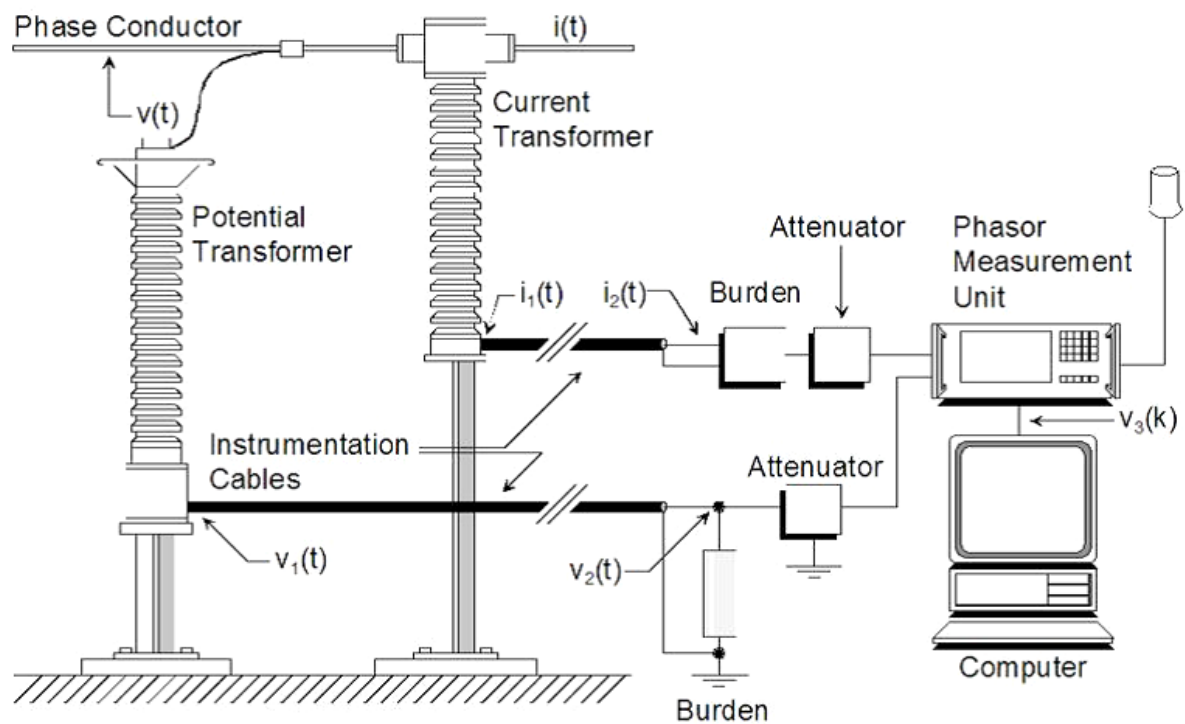 Phase Conductor
i(t)
v(t)
Current
Transformer
Potential
Transformer
Attenuator
Phasor
Measurement
Unit
i₁(t)
i₂(t)
Burden
v₃(k)
Instrumentation
Cables
Attenuator
v₁(t)
v₂(t)
Computer
Burden